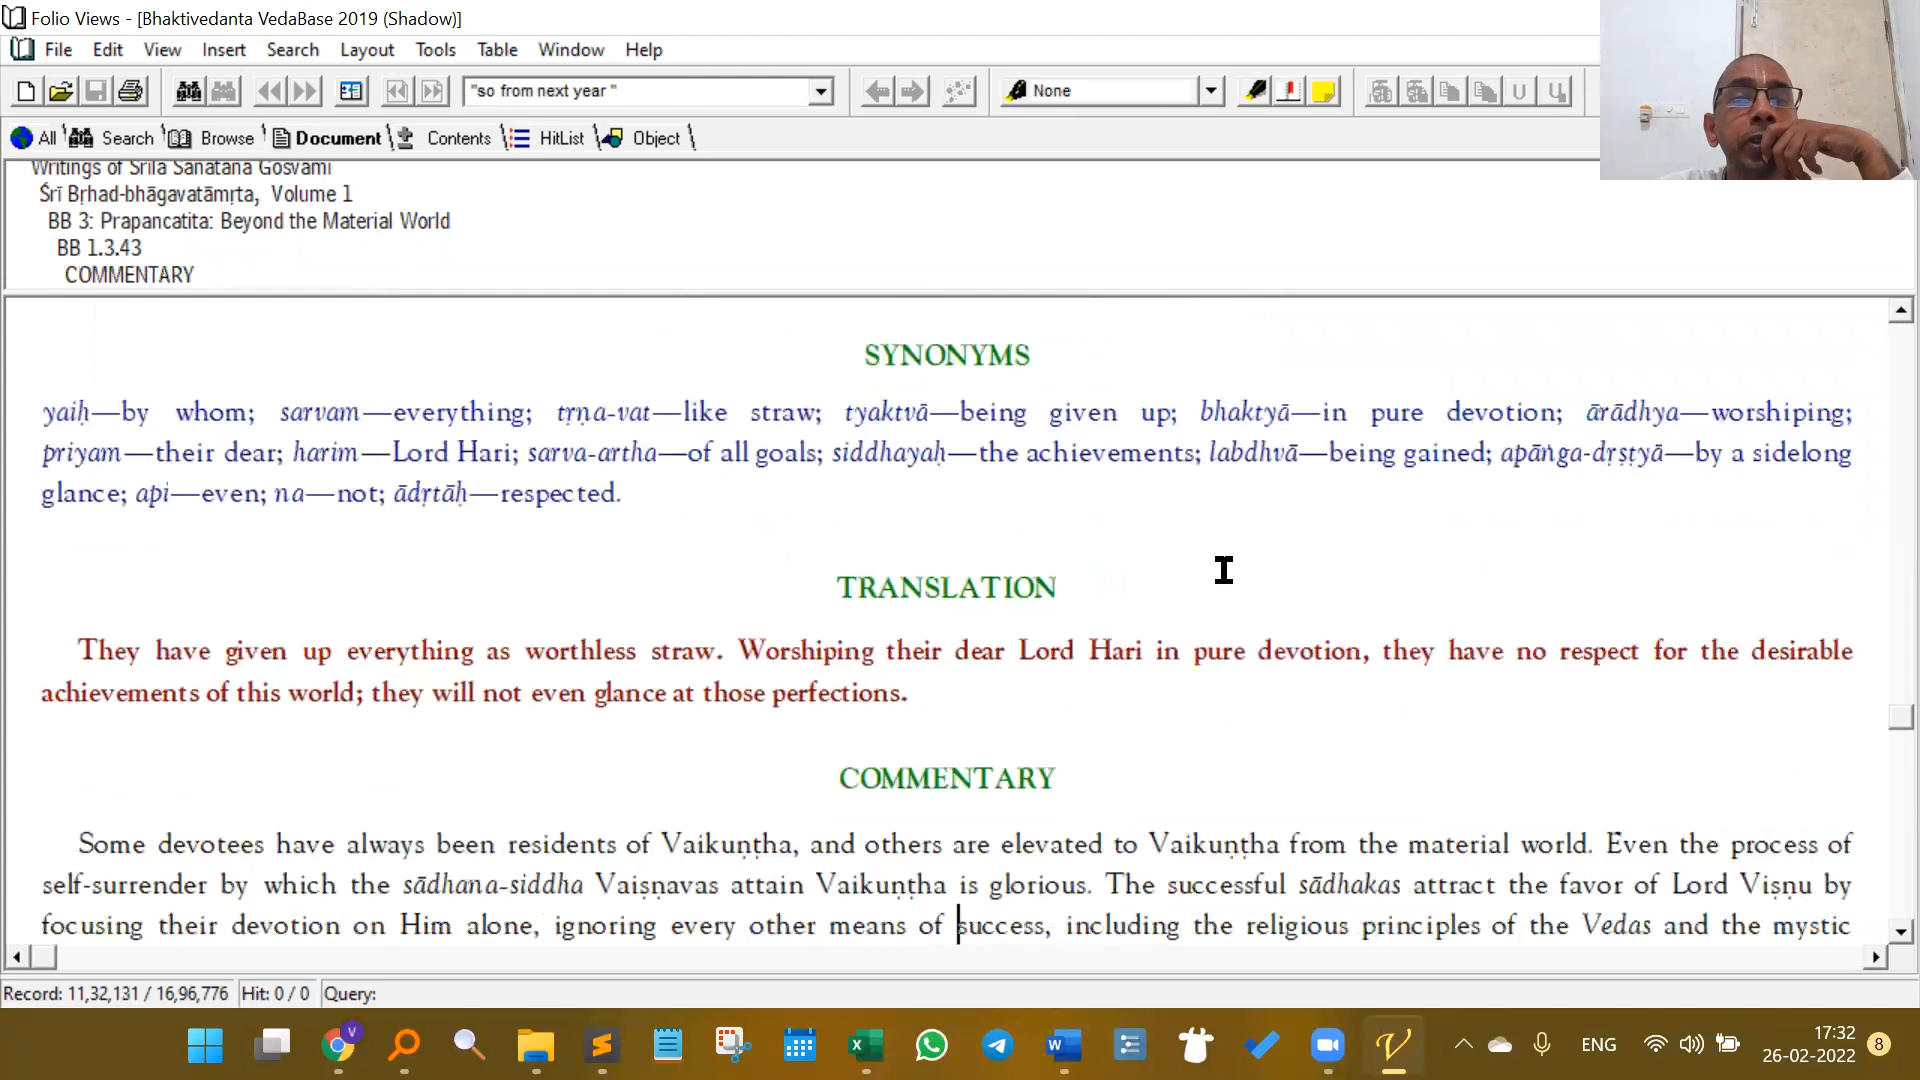 Folio Views - [Bhaktivedanta VedaBase 2019 (Shadow)]
File Edit View Insert Search Layout Tools Table Window Help
"so from next year "
None
All Search Browse Document Contents HitList Object
Writings of Srila Sanatana Gosvami
Śrī Bṛhad-bhāgavatāmṛta, Volume 1
BB 3: Prapancatita: Beyond the Material World
BB 1.3.43
COMMENTARY
SYNONYMS
yaiḥ—by whom; sarvam—everything; tṛṇa-vat—like straw; tyaktvā—being given up; bhaktyā—in pure devotion; ārādhya—worshiping;
priyam—their dear; harim—Lord Hari; sarva-artha—of all goals; siddhayaḥ—the achievements; labdhvā—being gained; apāṅga-dṛṣṭyā—by a sidelong
glance; api—even; na—not; ādṛtāḥ—respected.
TRANSLATION
They have given up everything as worthless straw. Worshiping their dear Lord Hari in pure devotion, they have no respect for the desirable
achievements of this world; they will not even glance at those perfections.
COMMENTARY
Some devotees have always been residents of Vaikuṇṭha, and others are elevated to Vaikuṇṭha from the material world. Even the process of
self-surrender by which the sādhana-siddha Vaiṣṇavas attain Vaikuṇṭha is glorious. The successful sādhakas attract the favor of Lord Viṣṇu by
focusing their devotion on Him alone, ignoring every other means of success, including the religious principles of the Vedas and the mystic
Record: 11,32,131 / 16,96,776 Hit: 0 / 0 Query:
V
ENG
17:32
26-02-2022
8